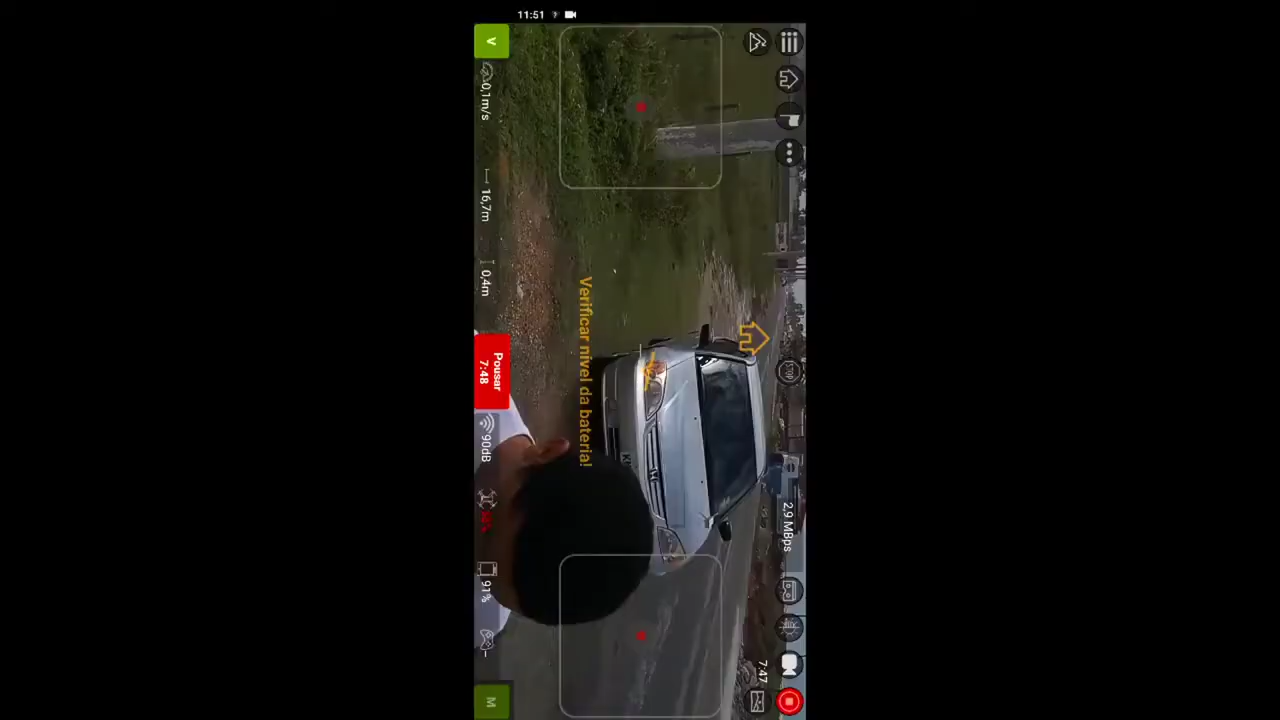 11:51
V
0,1m/s
16,7m
0,4m
Pousar
7:48
90dB
91%
M
Verificar nível da bateria!
STOP
2,9 MBps
7:47